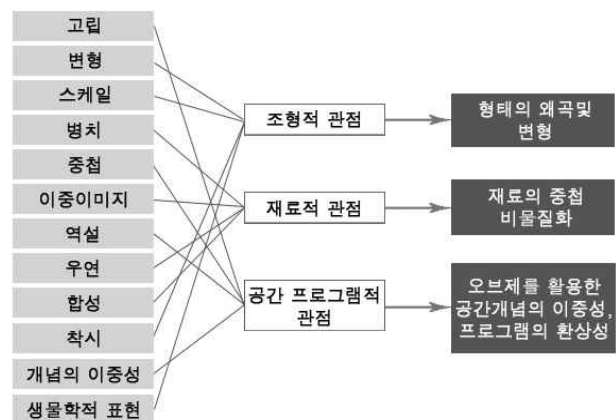 고립
변형
스케일
병치
중첩
이중이미지
역설
우연
합성
착시
개념의 이중성
생물학적 표현
조형적 관점
재료적 관점
공간 프로그램적
관점
형태의 왜곡및
변형
재료의 중첩
비물질화
오브제를 활용한
공간개념의 이중성,
프로그램의 환상성